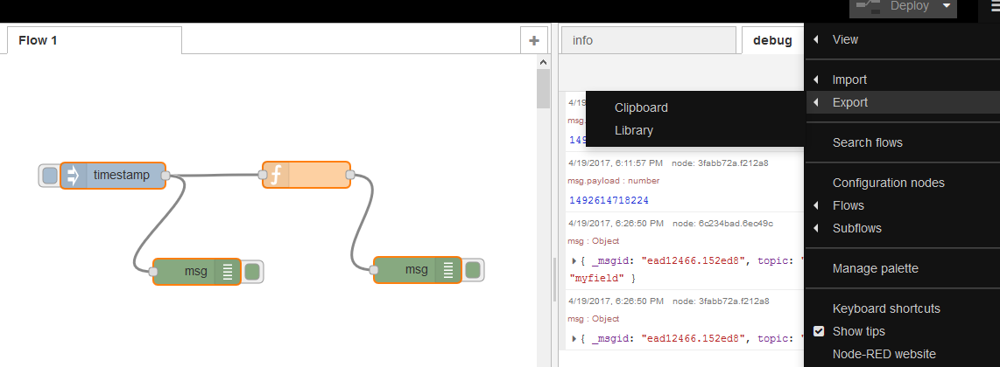 Deploy
Flow 1
+
info
debug
View
Import
Export
Clipboard
Library
Search flows
Configuration nodes
Flows
Subflows
Manage palette
Keyboard shortcuts
Show tips
Node-RED website
timestamp
f
msg
msg
4/19
msg.
149
4/19/2017, 6:11:57 PM node: 3fabb72a.f212a8
msg.payload : number
1492614718224
4/19/2017, 6:26:50 PM node: 6c234bad.6ec49c
msg : Object
{ _msgid: "ead12466.152ed8", topic: "
"myfield" }
4/19/2017, 6:26:50 PM node: 3fabb72a.f212a8
msg : Object
{ _msgid: "ead12466.152ed8", topic: "